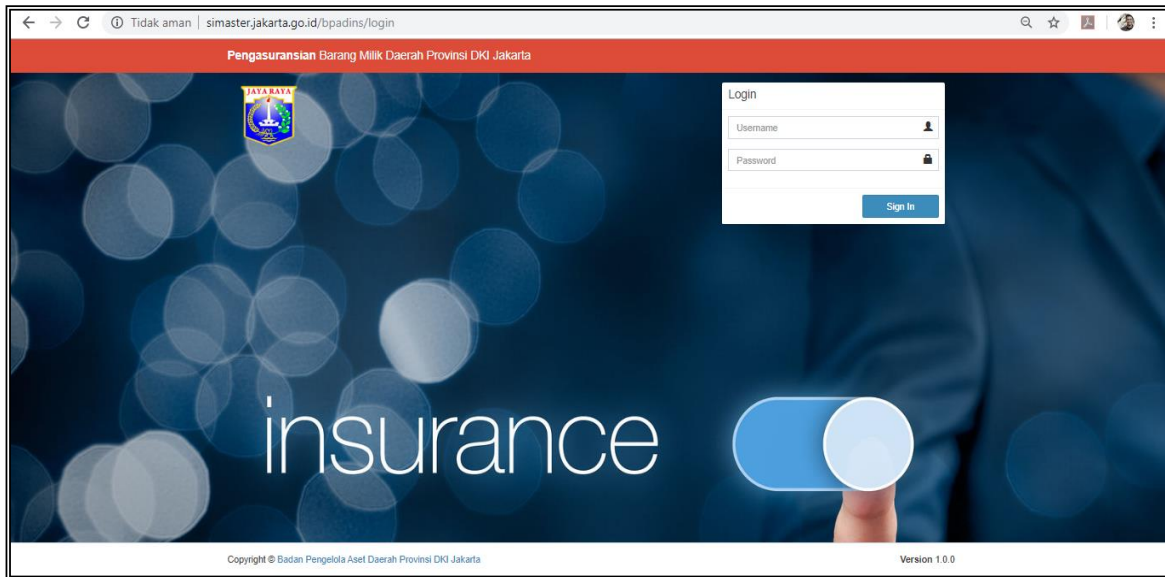 Tidak aman | simaster.jakarta.go.id/bpadins/login
Pengasuransian Barang Milik Daerah Provinsi DKI Jakarta
JAYA RAYA
Login
Username
Password
Sign In
insurance
Copyright © Badan Pengelola Aset Daerah Provinsi DKI Jakarta
Version 1.0.0